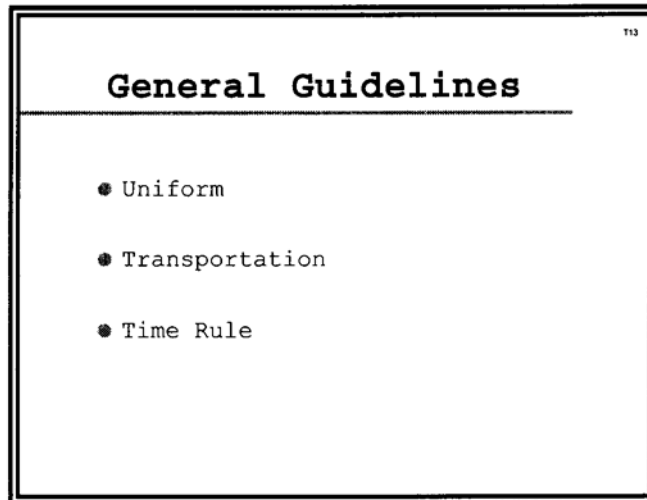 T13
General Guidelines
Uniform
Transportation
Time Rule